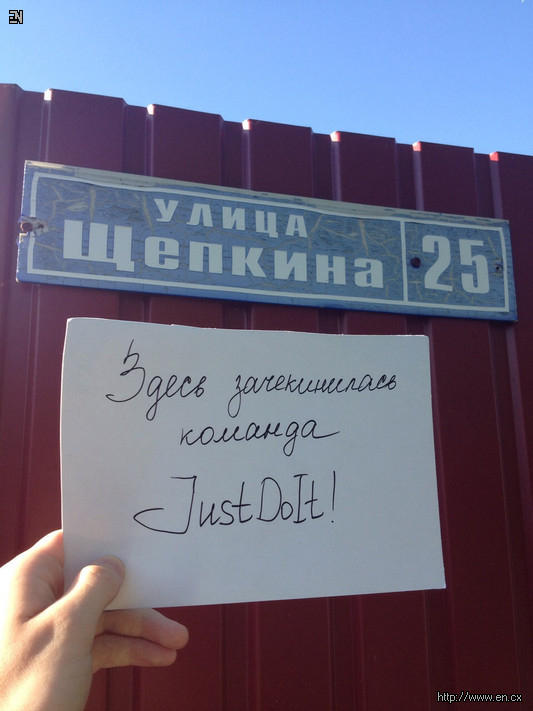 EN
УЛИЦА
Щепкина 25
Здесь зачекинилась
команда
JustDoIt!
http://www.en.cx